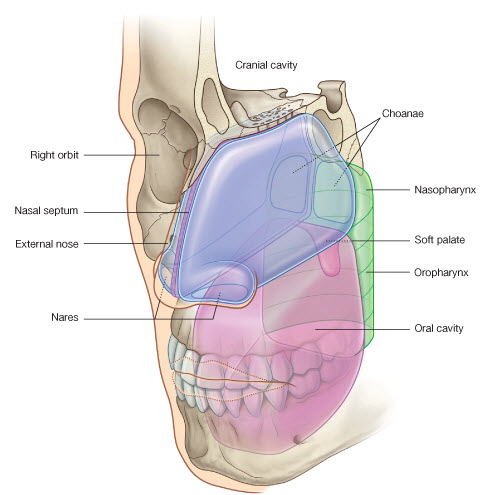 Cranial cavity
Choanae
Right orbit
Nasopharynx
Nasal septum
Soft palate
External nose
Oropharynx
Nares
Oral cavity